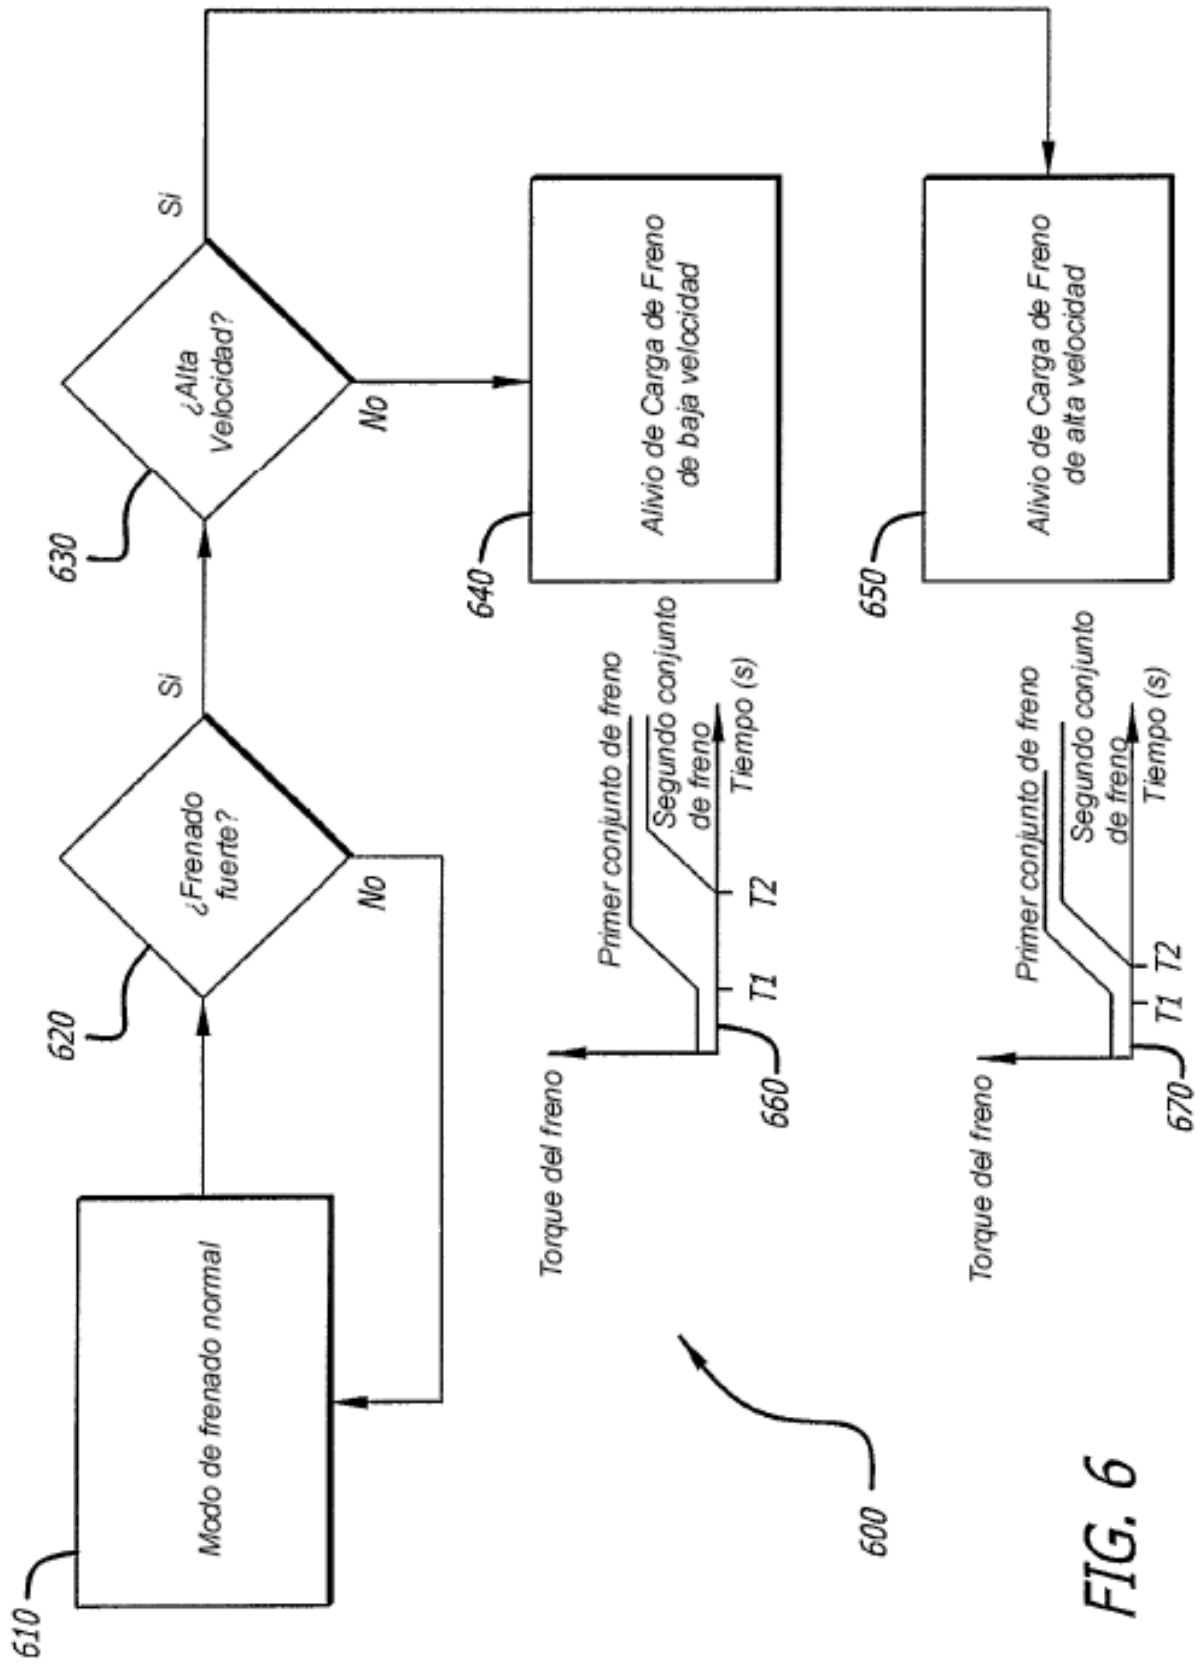 610
Modo de frenado normal
620
¿Frenado
fuerte?
Si
No
630
¿Alta
Velocidad?
Si
No
Torque del freno
Primer conjunto de freno
Segundo conjunto
de freno
T1
T2
Tiempo (s)
660
640
Alivio de Carga de Freno
de baja velocidad
600
Torque del freno
Primer conjunto de freno
Segundo conjunto
de freno
T1
T2
Tiempo (s)
670
650
Alivio de Carga de Freno
de alta velocidad
FIG. 6